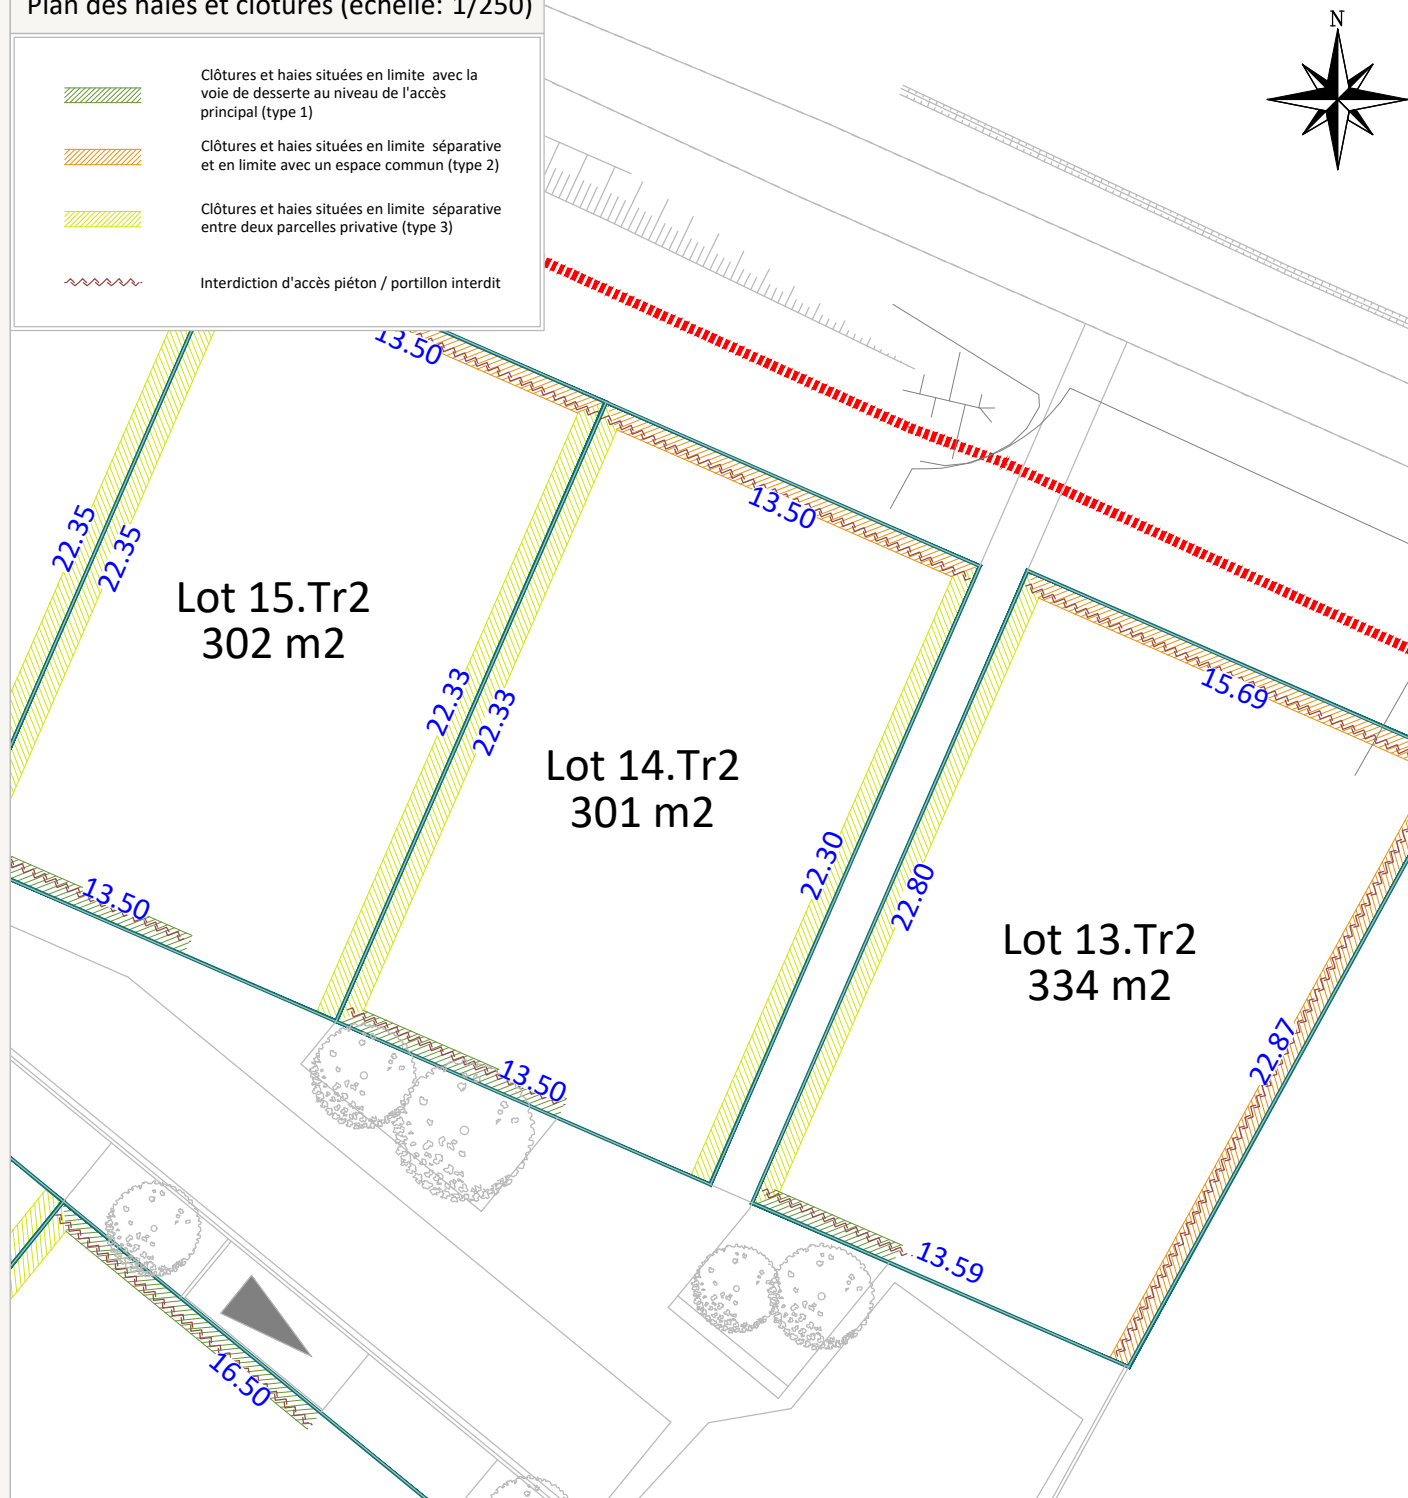 Plan des haies et clôtures (échelle: 1/250)
N
Clôtures et haies situées en limite  avec la
voie de desserte au niveau de l'accès
principal (type 1)
Clôtures et haies situées en limite  séparative
et en limite avec un espace commun (type 2)
Clôtures et haies situées en limite  séparative
entre deux parcelles privative (type 3)
Interdiction d'accès piéton / portillon interdit
13.50
13.50
22.35
22.35
Lot 15.Tr2
302 m2
22.33
22.33
15.69
Lot 14.Tr2
301 m2
22.30
22.80
13.50
Lot 13.Tr2
334 m2
22.87
13.50
13.59
16.50